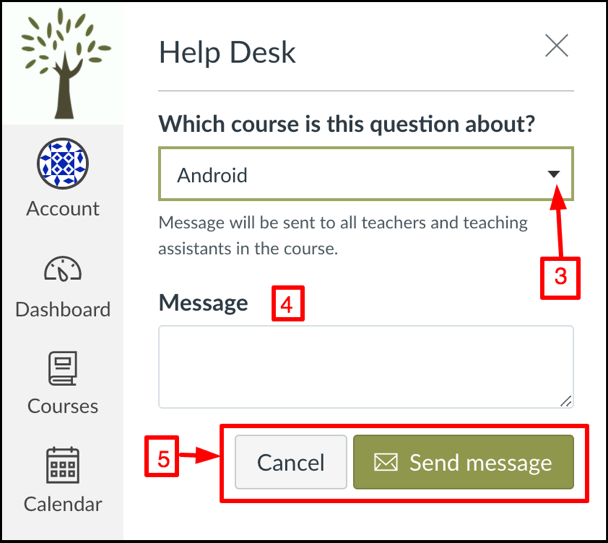 Help Desk
Which course is this question about?
Android
Message will be sent to all teachers and teaching
assistants in the course.
3
Message
4
5
Cancel
Send message
Account
Dashboard
Courses
Calendar